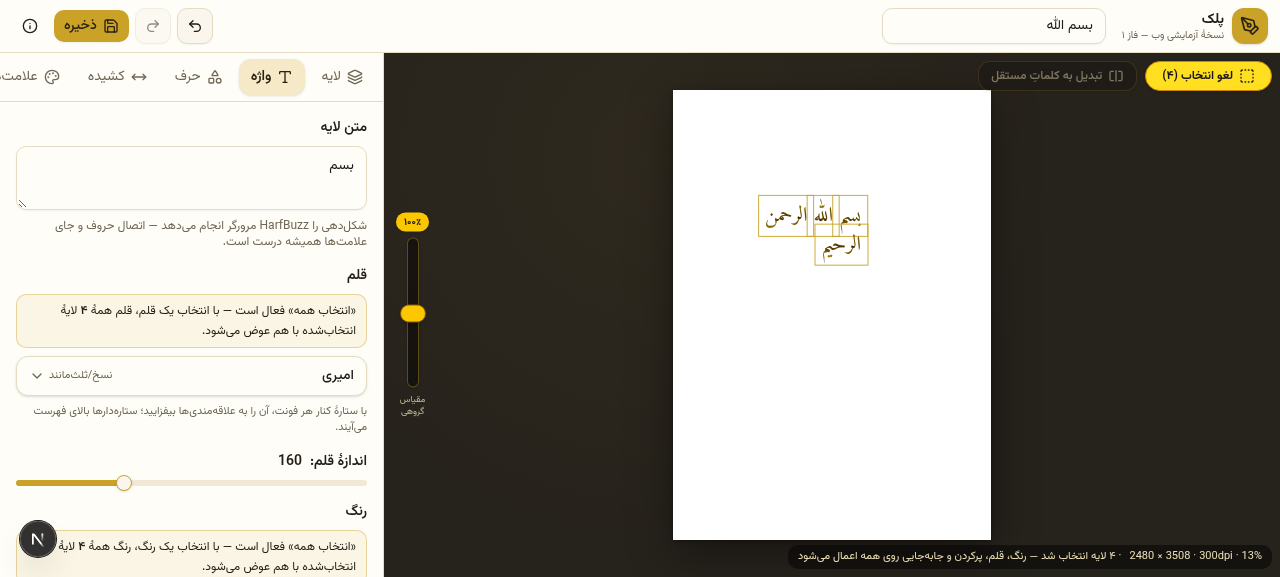 پلک
نسخهٔ آزمایشی وب — فاز ۱
بسم الله
ذخیره
لغو انتخاب (۴)
تبدیل به کلمات مستقل
لایه
واژه
حرف
کشیده
متن لایه
بسم
شکل‌دهی را HarfBuzz مرورگر انجام می‌دهد — اتصال حروف و جای
علامت‌ها همیشه درست است.
قلم
«انتخاب همه» فعال است — با انتخاب یک قلم، قلم همهٔ ۴ لایهٔ
انتخاب‌شده با هم عوض می‌شود.
امیری
نسخ/ثلث‌مانند
با ستارهٔ کنار هر فونت، آن را به علاقه‌مندی‌ها بیفزایید؛ ستاره‌دارها بالای فهرست
می‌آیند.
اندازهٔ قلم: 160
رنگ
«انتخاب همه» فعال است — با انتخاب یک رنگ، رنگ همهٔ ۴ لایهٔ
انتخاب‌شده با هم عوض می‌شود.
۱۰۰٪
مقیاس
گروهی
بسم الله الرحمن
الرحیم
2480 × 3508 · 300dpi · 13% · ۴ لایه انتخاب شد — رنگ، قلم، پرکردن و جابه‌جایی روی همه اعمال می‌شود